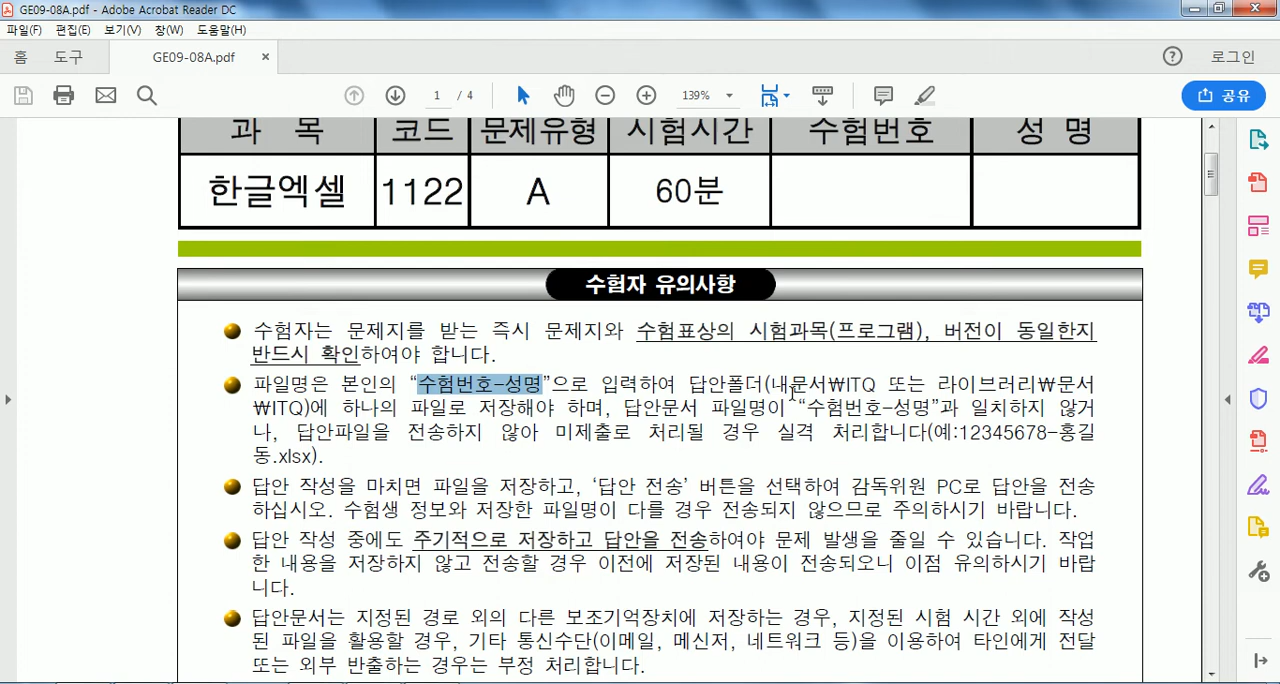 GE09-08A.pdf - Adobe Acrobat Reader DC
파일(F) 편집(E) 보기(V) 창(W) 도움말(H)
홈 도구 GE09-08A.pdf × ? 로그인
1 / 4 139% 공유
과 목 코드 문제유형 시험시간 수험번호 성 명
한글엑셀 1122 A 60분
수험자 유의사항
수험자는 문제지를 받는 즉시 문제지와 수험표상의 시험과목(프로그램), 버전이 동일한지
반드시 확인하여야 합니다.
파일명은 본인의 “수험번호-성명”으로 입력하여 답안폴더(내문서₩ITQ 또는 라이브러리₩문서
₩ITQ)에 하나의 파일로 저장해야 하며, 답안문서 파일명이 “수험번호-성명”과 일치하지 않거
나, 답안파일을 전송하지 않아 미제출로 처리될 경우 실격 처리합니다(예:12345678-홍길
동.xlsx).
답안 작성을 마치면 파일을 저장하고, ‘답안 전송’ 버튼을 선택하여 감독위원 PC로 답안을 전송
하십시오. 수험생 정보와 저장한 파일명이 다를 경우 전송되지 않으므로 주의하시기 바랍니다.
답안 작성 중에도 주기적으로 저장하고 답안을 전송하여야 문제 발생을 줄일 수 있습니다. 작업
한 내용을 저장하지 않고 전송할 경우 이전에 저장된 내용이 전송되오니 이점 유의하시기 바랍
니다.
답안문서는 지정된 경로 외의 다른 보조기억장치에 저장하는 경우, 지정된 시험 시간 외에 작성
된 파일을 활용할 경우, 기타 통신수단(이메일, 메신저, 네트워크 등)을 이용하여 타인에게 전달
또는 외부 반출하는 경우는 부정 처리합니다.